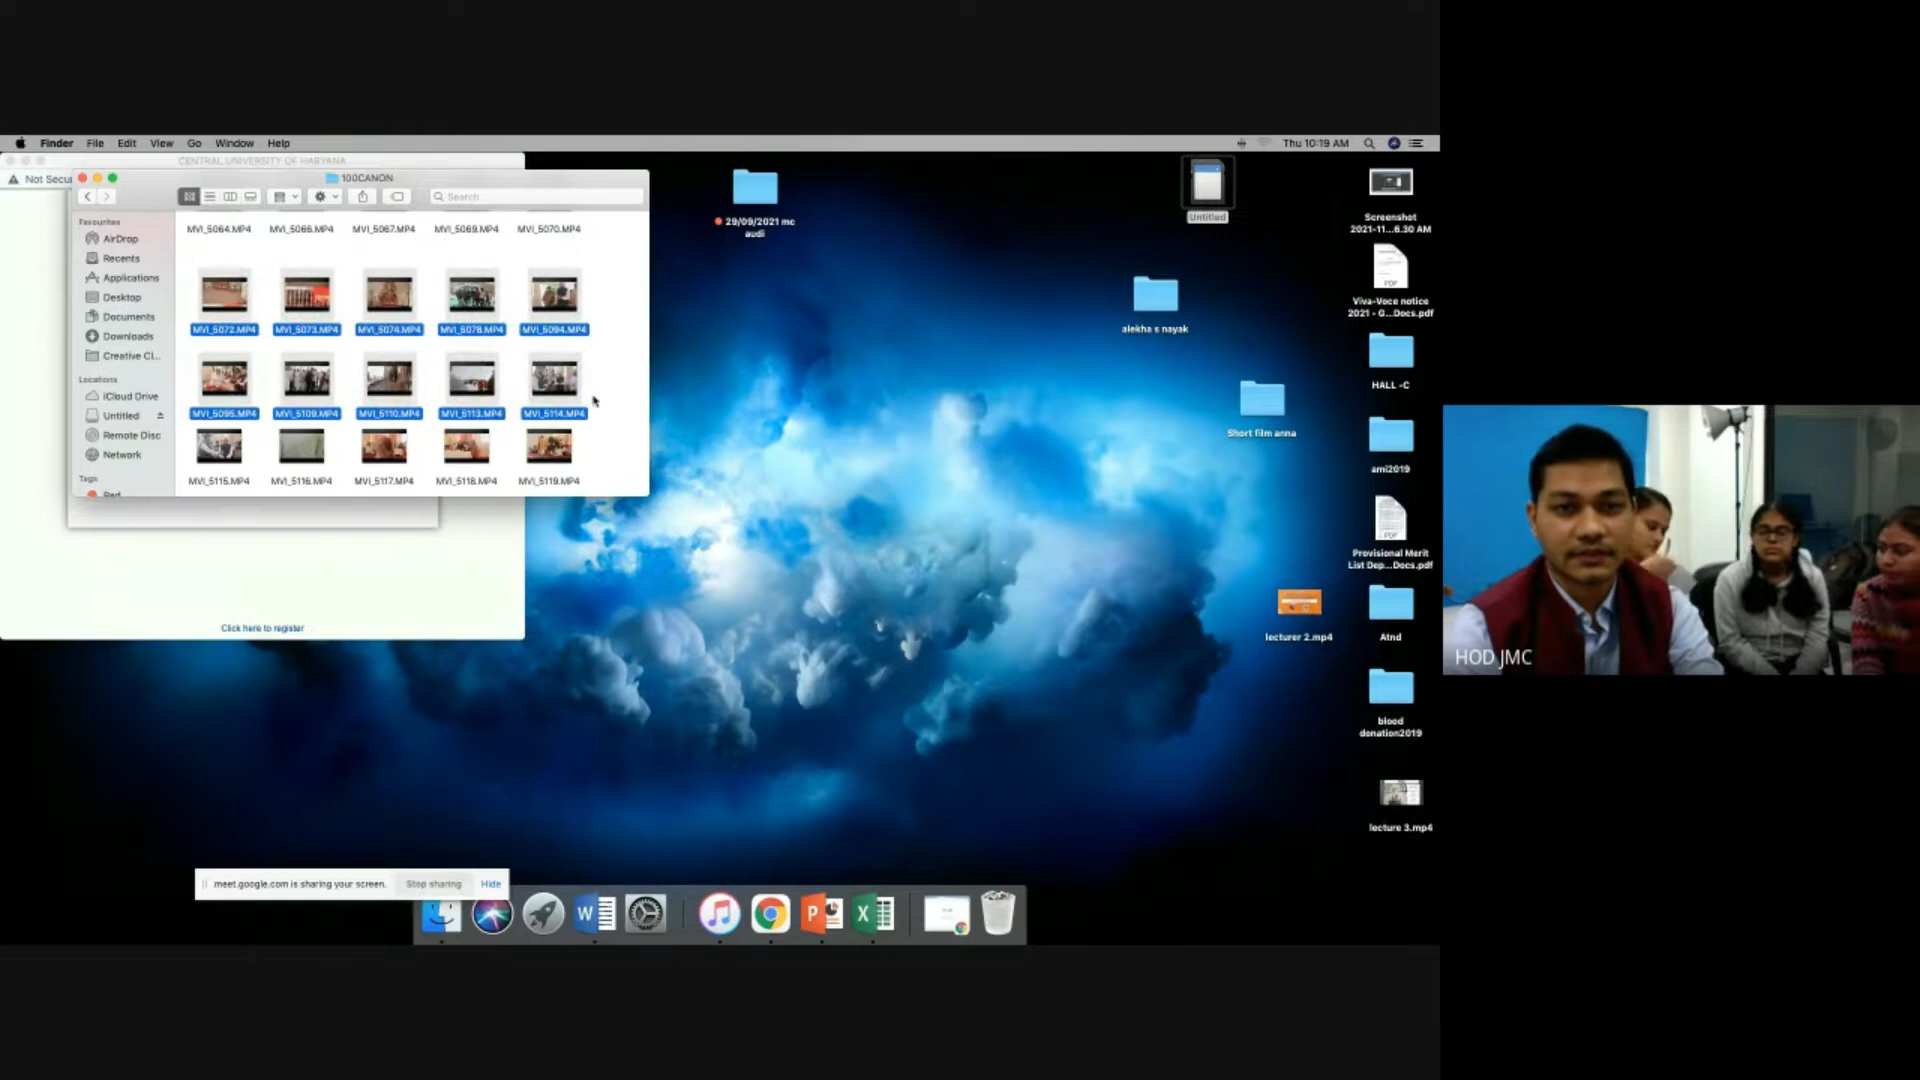 Finder File Edit View Go Window Help
Thu 10:19 AM
CENTRAL UNIVERSITY OF HARYANA
Not Secu
100CANON
Search
Favourites
AirDrop
Recents
Applications
Desktop
Documents
Downloads
Creative Cl...
Locations
iCloud Drive
Untitled
Remote Disc
Network
Tags
Red
MVI_5064.MP4 MVI_5066.MP4 MVI_5067.MP4 MVI_5069.MP4 MVI_5070.MP4
MVI_5072.MP4 MVI_5073.MP4 MVI_5074.MP4 MVI_5078.MP4 MVI_5094.MP4
MVI_5095.MP4 MVI_5109.MP4 MVI_5110.MP4 MVI_5113.MP4 MVI_5114.MP4
MVI_5115.MP4 MVI_5116.MP4 MVI_5117.MP4 MVI_5118.MP4 MVI_5119.MP4
Click here to register
29/09/2021 mc
audi
Untitled
alekha s nayak
Short film anna
lecturer 2.mp4
Screenshot
2021-11...6.30 AM
PDF
Viva-Voce notice
2021 - G...Docs.pdf
HALL -C
ami2019
PDF
Provisional Merit
List Dep...Docs.pdf
Atnd
blood
donation2019
lecture 3.mp4
meet.google.com is sharing your screen. Stop sharing Hide
W
P
X
HOD JMC